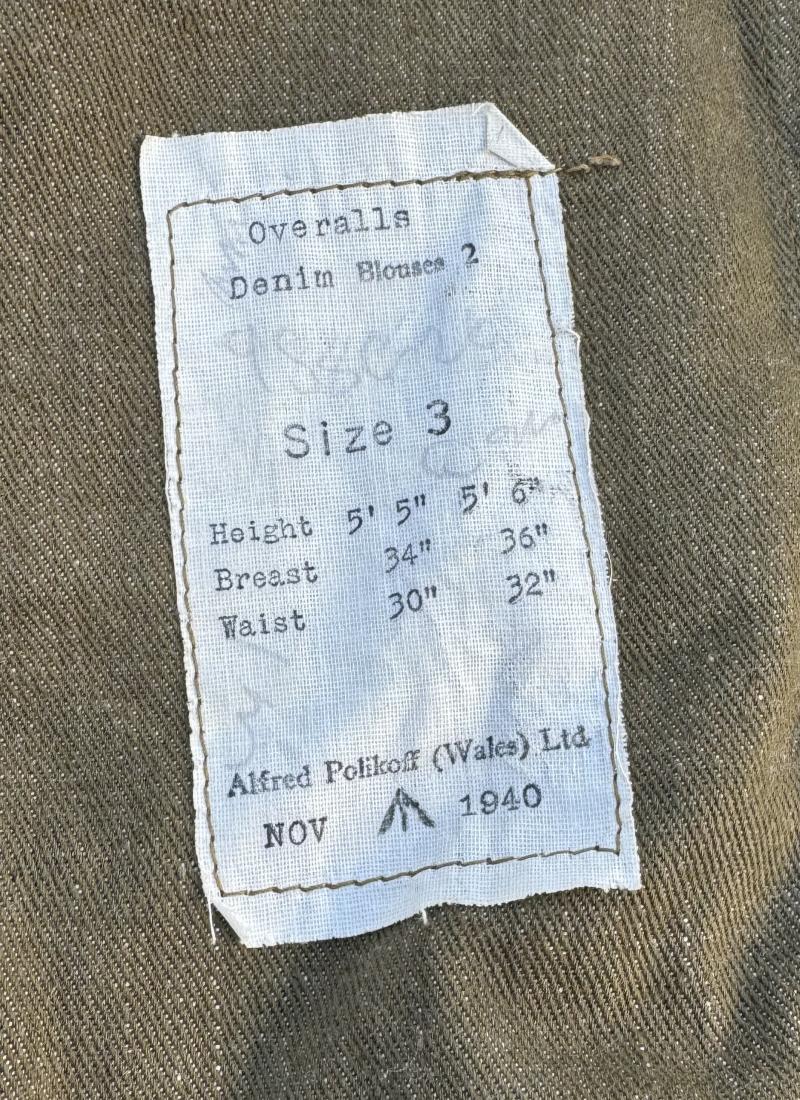 Overalls
Denim Blouses 2
Size 3
Height 5' 5" 5' 6"
Breast 34" 36"
Waist 30" 32"
Alfred Polikoff (Wales) Ltd
NOV 1940